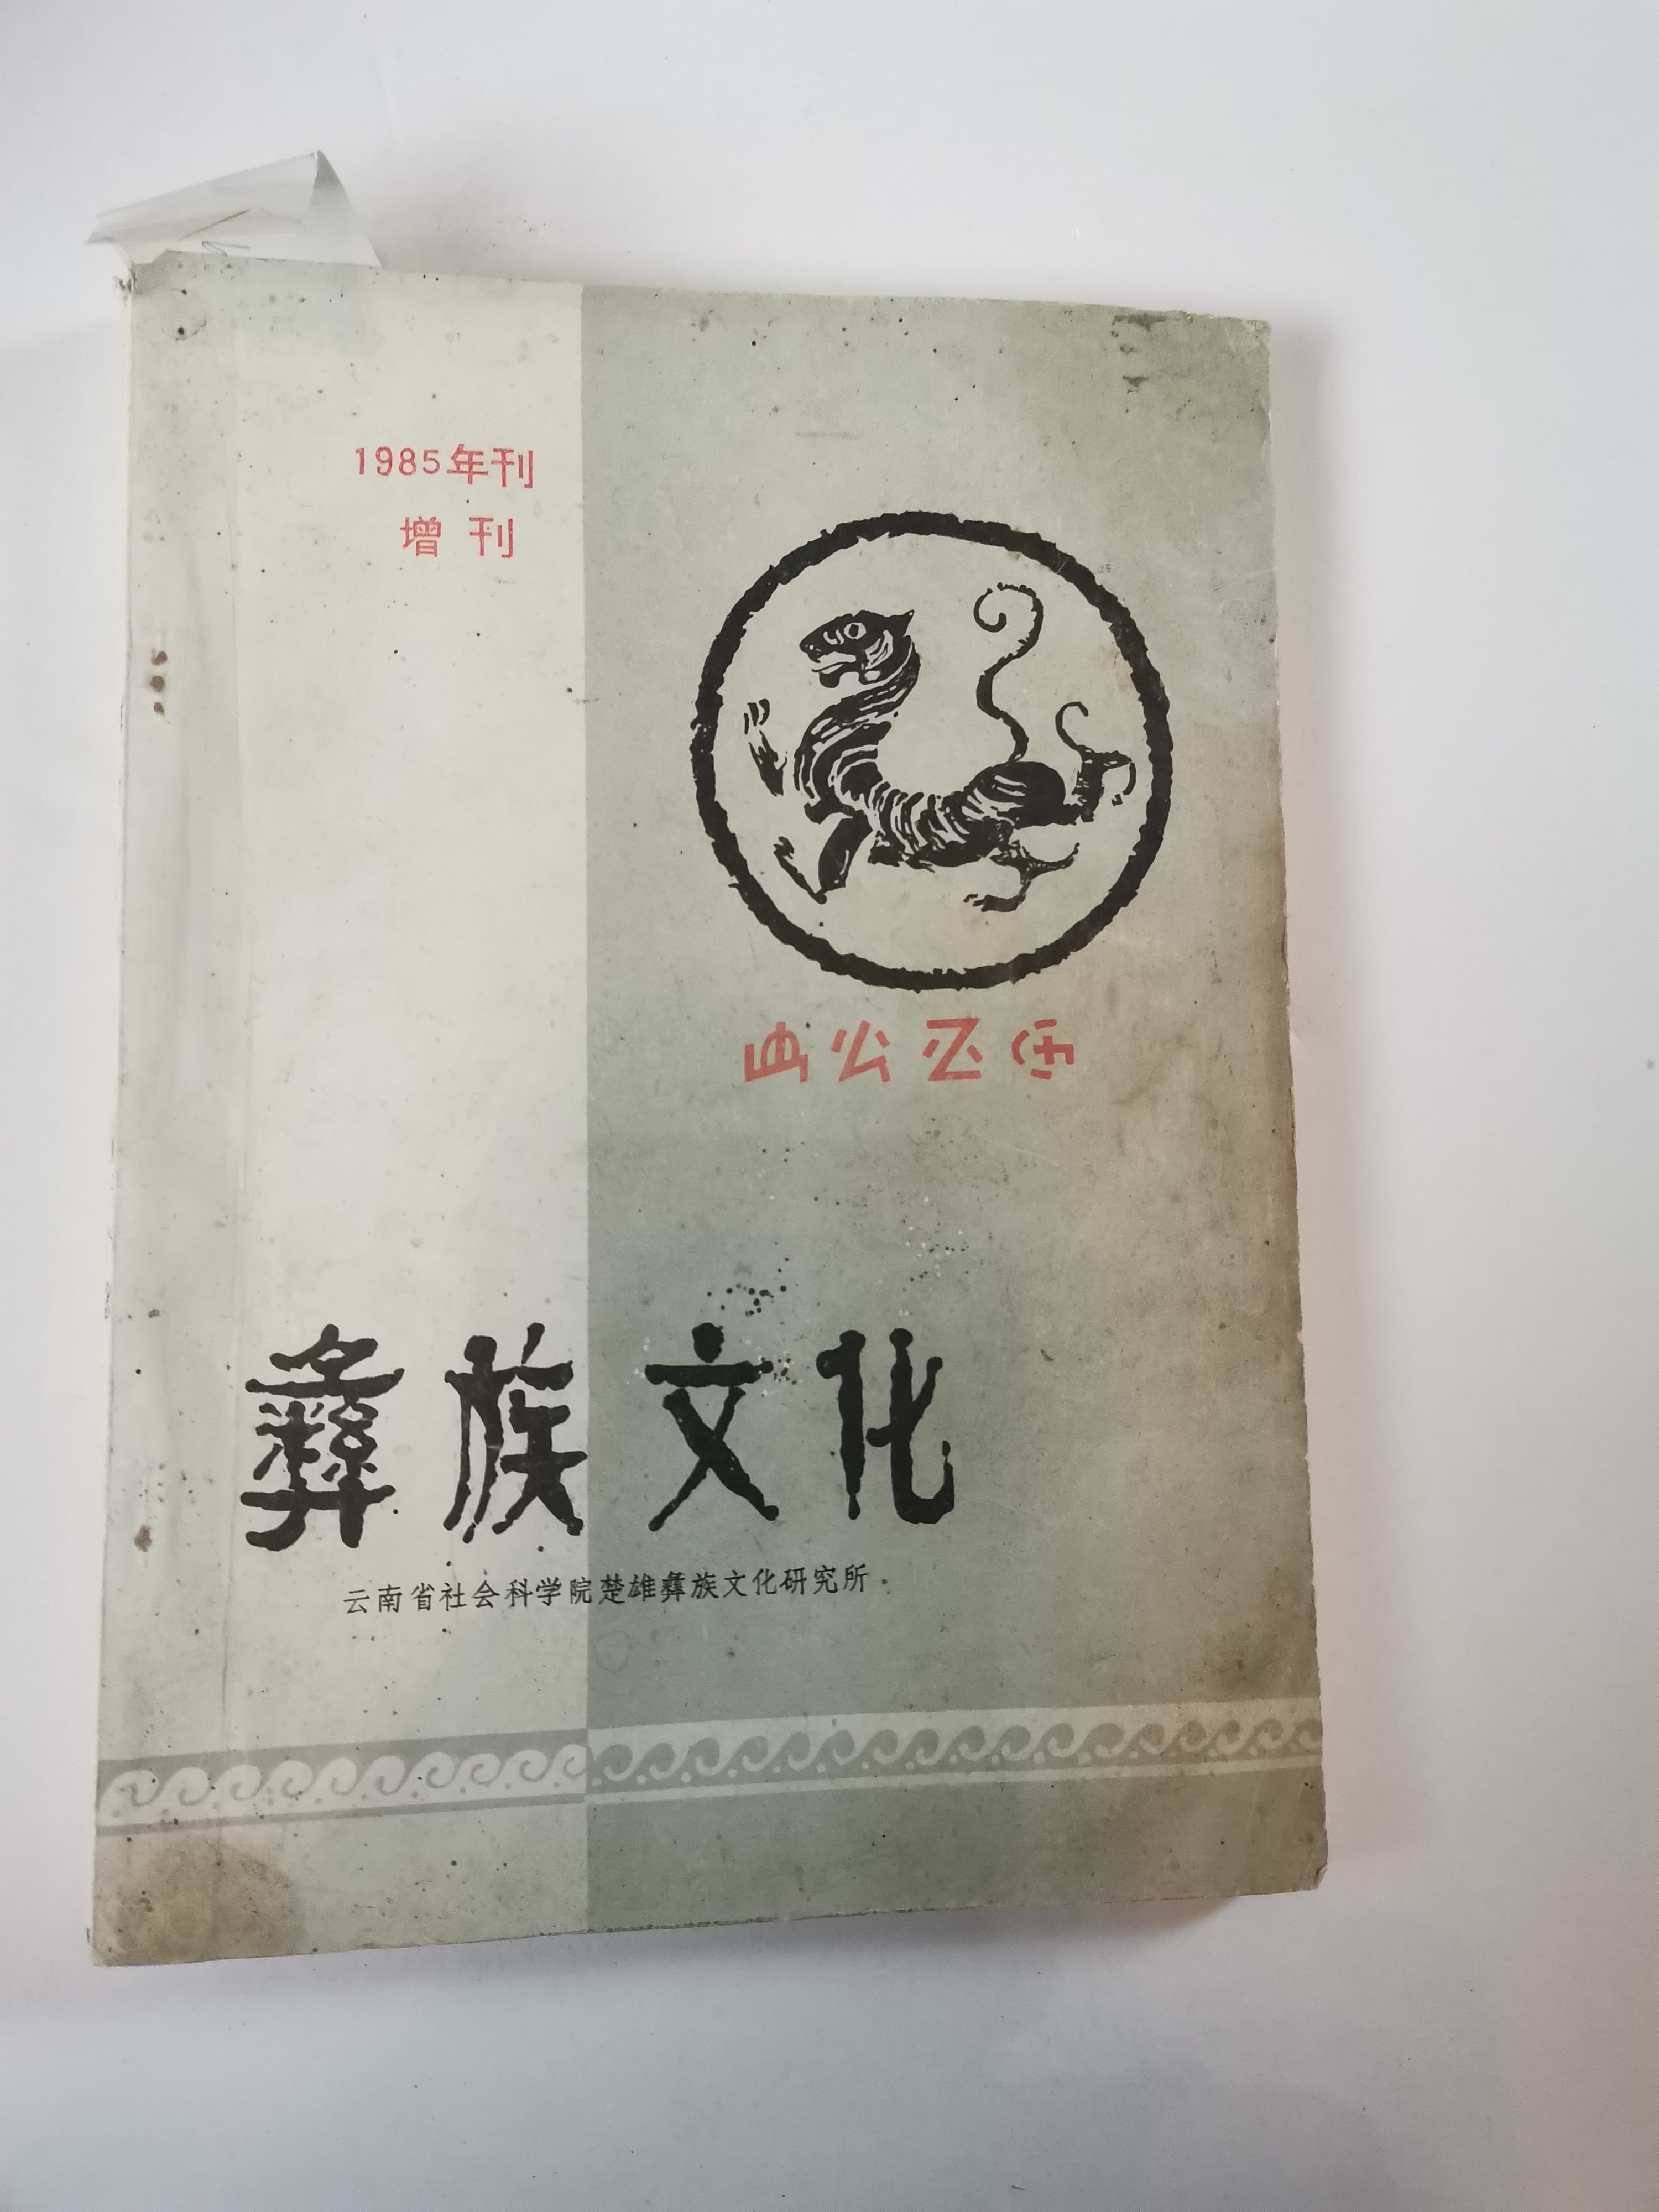 1985年刊
增刊
彝族文化
云南省社会科学院楚雄彝族文化研究所